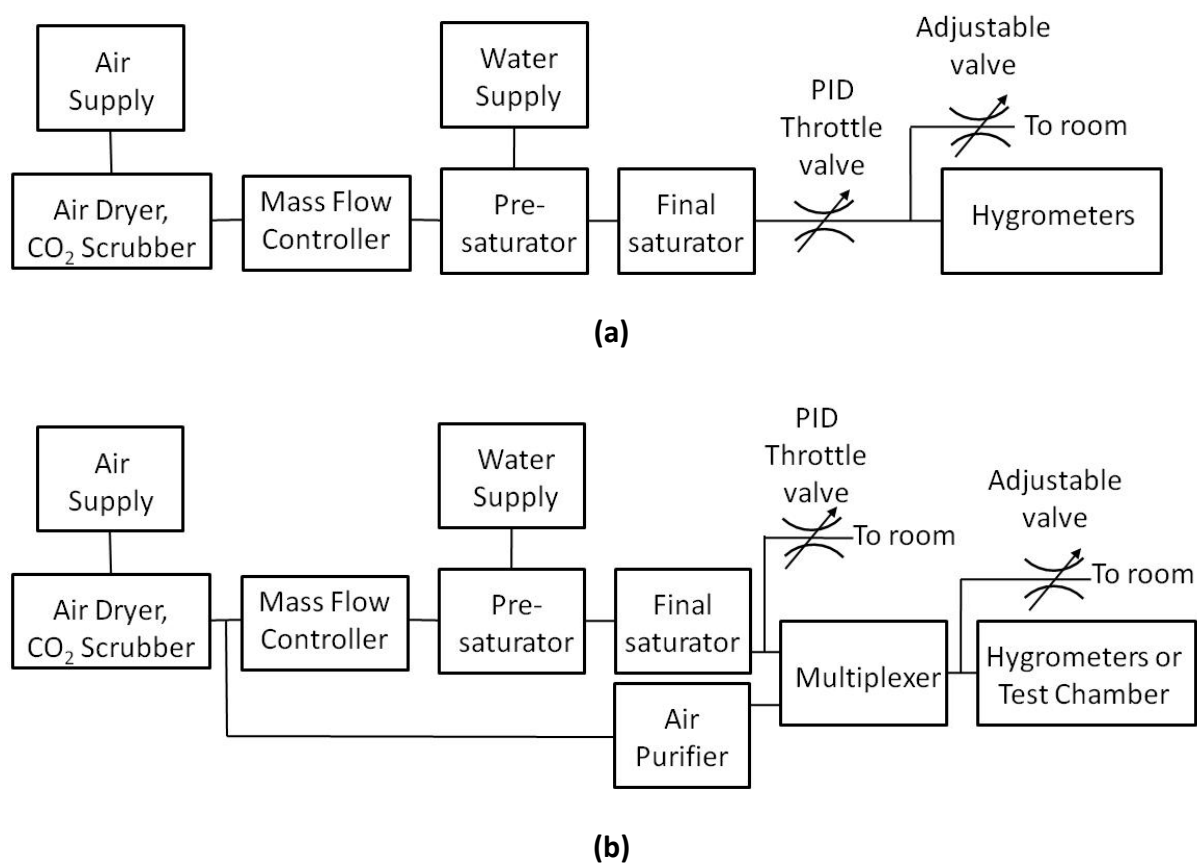 Air
Supply
Water
Supply
PID
Throttle
valve
Adjustable
valve
To room
Air Dryer,
CO₂ Scrubber
Mass Flow
Controller
Pre-
saturator
Final
saturator
Hygrometers
(a)
Air
Supply
Water
Supply
PID
Throttle
valve
To room
Adjustable
valve
To room
Air Dryer,
CO₂ Scrubber
Mass Flow
Controller
Pre-
saturator
Final
saturator
Multiplexer
Hygrometers or
Test Chamber
Air
Purifier
(b)